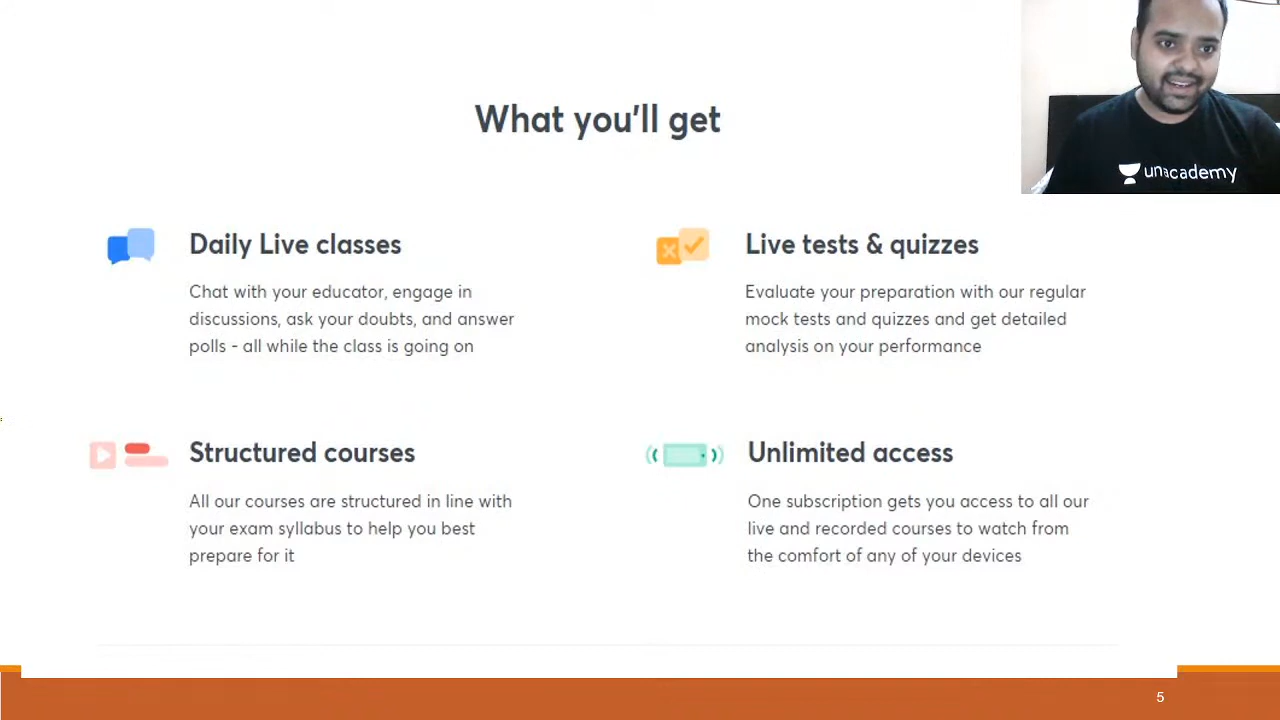 What you'll get
unacademy
Daily Live classes
Chat with your educator, engage in
discussions, ask your doubts, and answer
polls - all while the class is going on
Live tests & quizzes
Evaluate your preparation with our regular
mock tests and quizzes and get detailed
analysis on your performance
Structured courses
All our courses are structured in line with
your exam syllabus to help you best
prepare for it
Unlimited access
One subscription gets you access to all our
live and recorded courses to watch from
the comfort of any of your devices
5